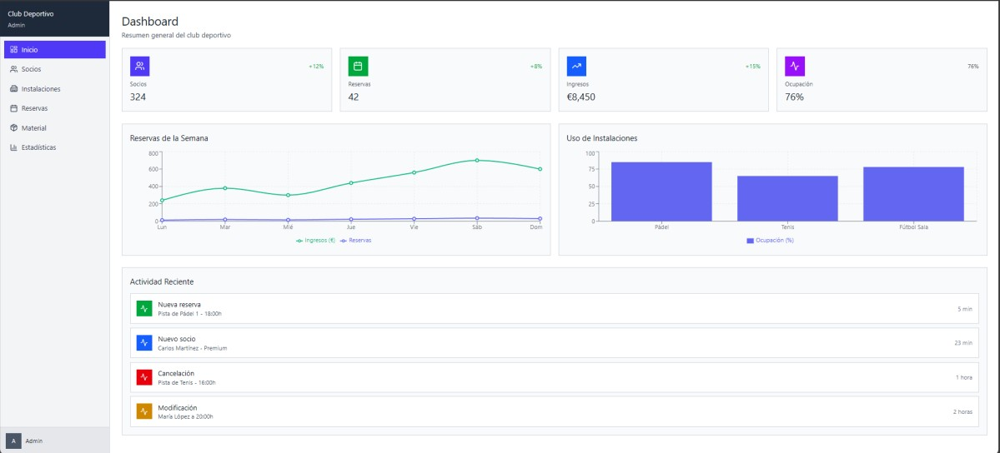 Club Deportivo
Admin
Inicio
Socios
Instalaciones
Reservas
Material
Estadísticas
A Admin
Dashboard
Resumen general del club deportivo
+12%
Socios
324
+8%
Reservas
42
+15%
Ingresos
€8,450
76%
Ocupación
76%
Reservas de la Semana
800
600
400
200
0
Lun Mar Mié Jue Vie Sáb Dom
Ingresos (€) Reservas
Uso de Instalaciones
100
75
50
25
0
Pádel Tenis Fútbol Sala
Ocupación (%)
Actividad Reciente
Nueva reserva
Pista de Pádel 1 - 18:00h
5 min
Nuevo socio
Carlos Martínez - Premium
23 min
Cancelación
Pista de Tenis - 16:00h
1 hora
Modificación
María López a 20:00h
2 horas